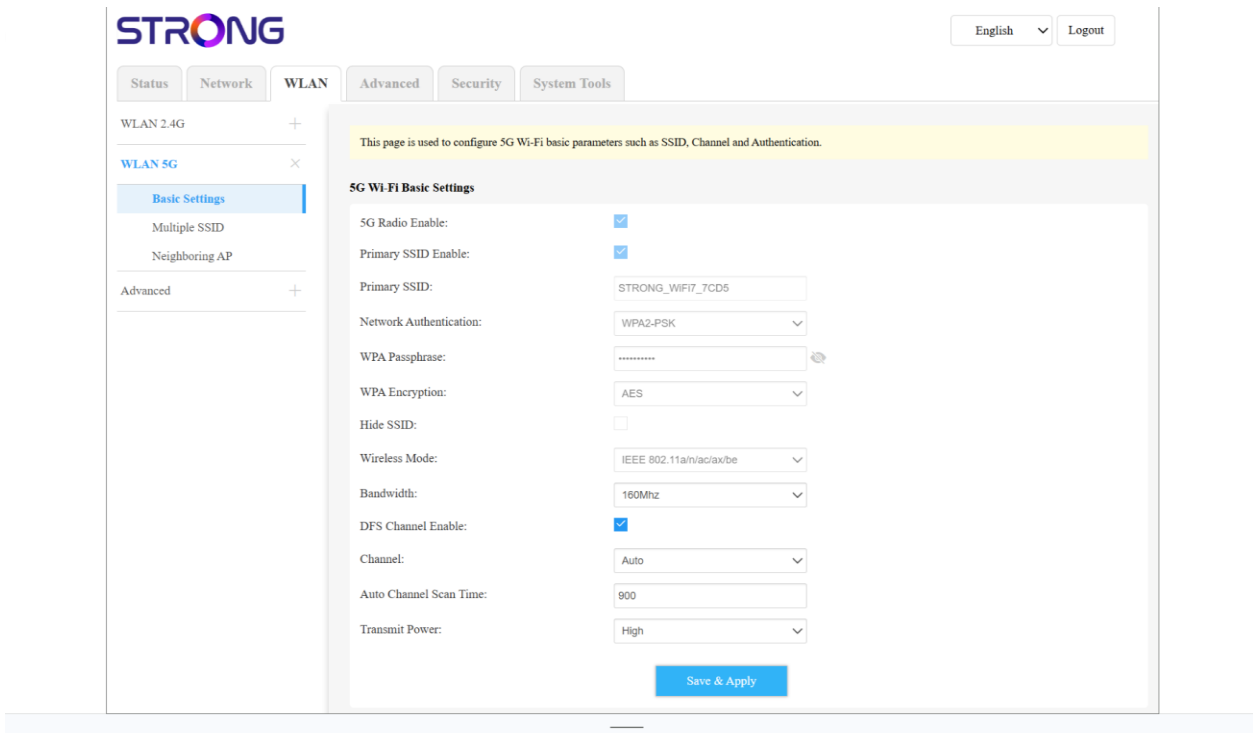 STRONG
English
Logout
Status Network WLAN Advanced Security System Tools
WLAN 2.4G
WLAN 5G
Basic Settings
Multiple SSID
Neighboring AP
Advanced
This page is used to configure 5G Wi-Fi basic parameters such as SSID, Channel and Authentication.
5G Wi-Fi Basic Settings
5G Radio Enable:
Primary SSID Enable:
Primary SSID: STRONG_WiFi7_7CD5
Network Authentication: WPA2-PSK
WPA Passphrase: ••••••••••
WPA Encryption: AES
Hide SSID:
Wireless Mode: IEEE 802.11a/n/ac/ax/be
Bandwidth: 160Mhz
DFS Channel Enable:
Channel: Auto
Auto Channel Scan Time: 900
Transmit Power: High
Save & Apply